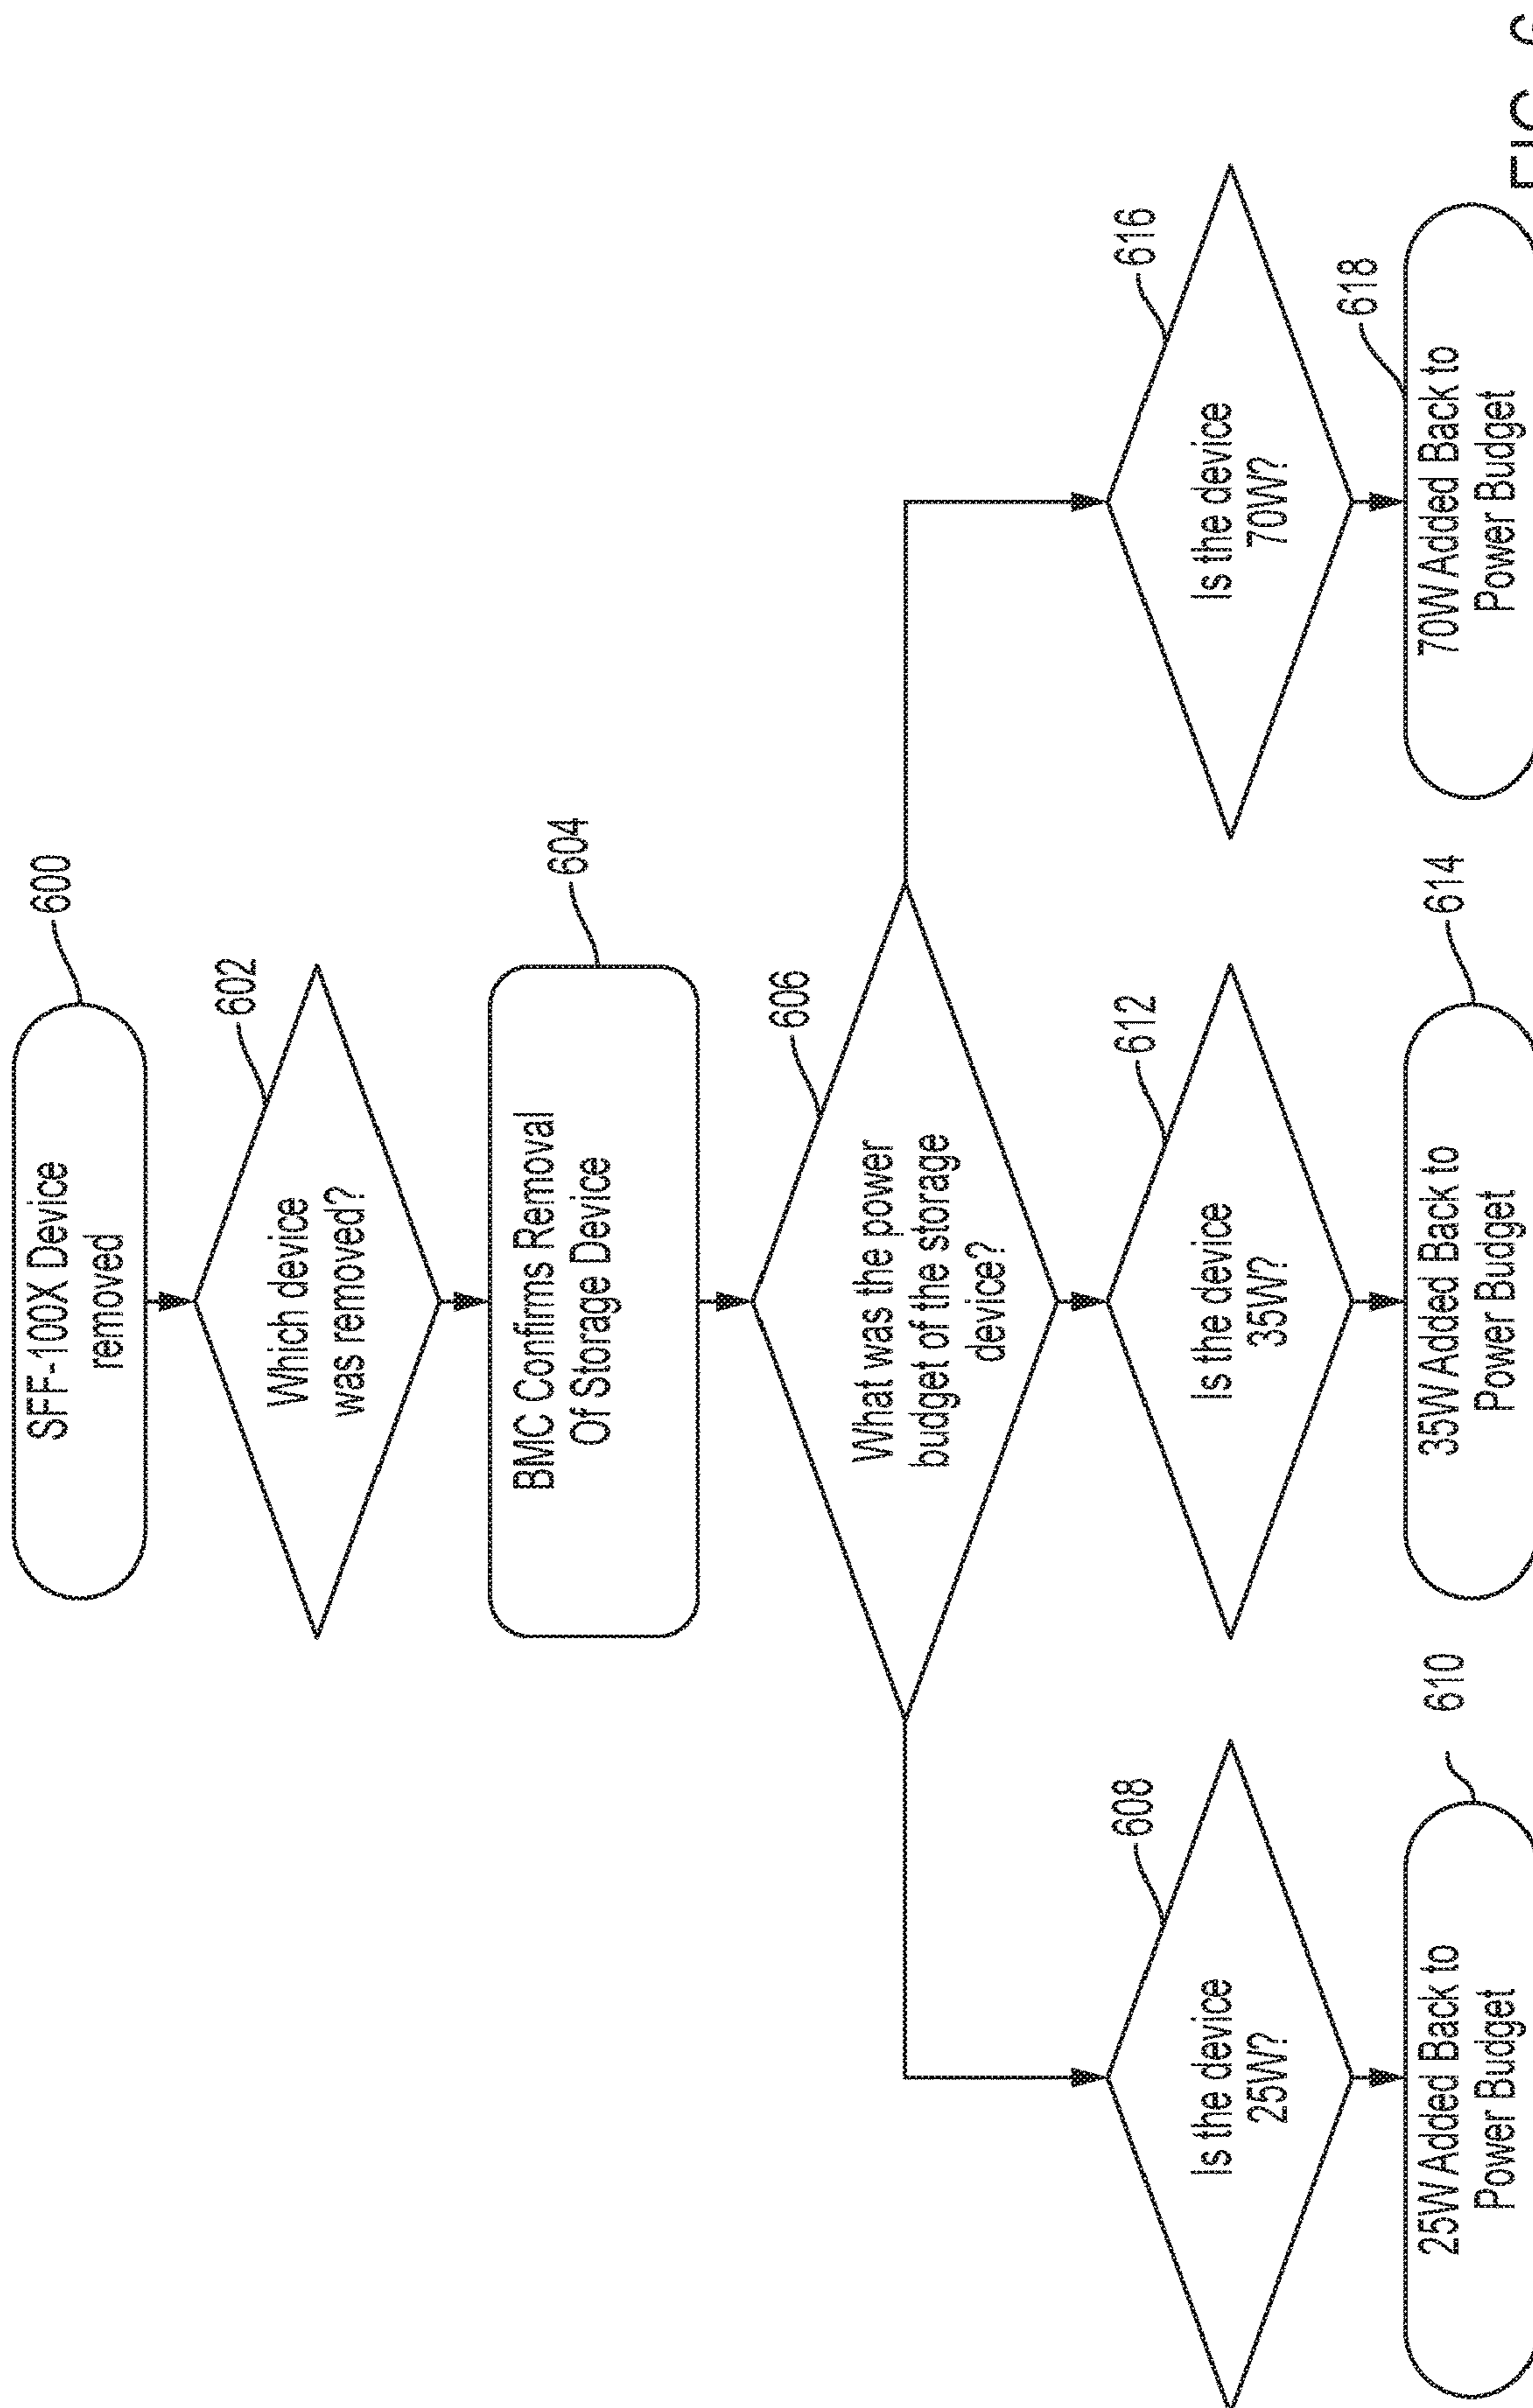 SFF-100X Device
removed
600
Which device
was removed?
602
BMC Confirms Removal
Of Storage Device
604
What was the power
budget of the storage
device?
606
Is the device
25W?
608
25W Added Back to
Power Budget
610
Is the device
35W?
612
35W Added Back to
Power Budget
614
Is the device
70W?
616
70W Added Back to
Power Budget
618